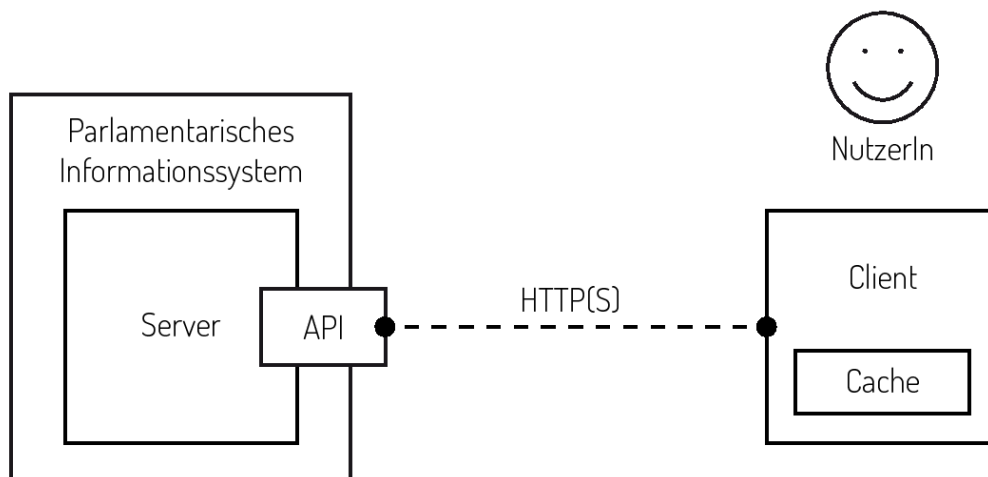 Parlamentarisches
Informationssystem
NutzerIn
Server
API
HTTP(S)
Client
Cache